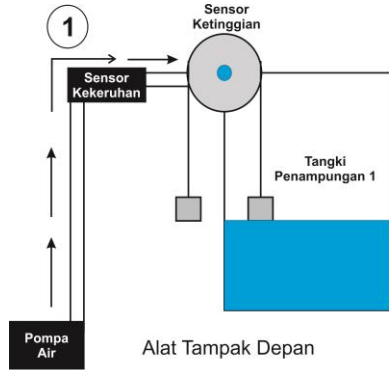 Sensor
Ketinggian
1
Sensor
Kekeruhan
Tangki
Penampungan 1
Pompa
Air
Alat Tampak Depan